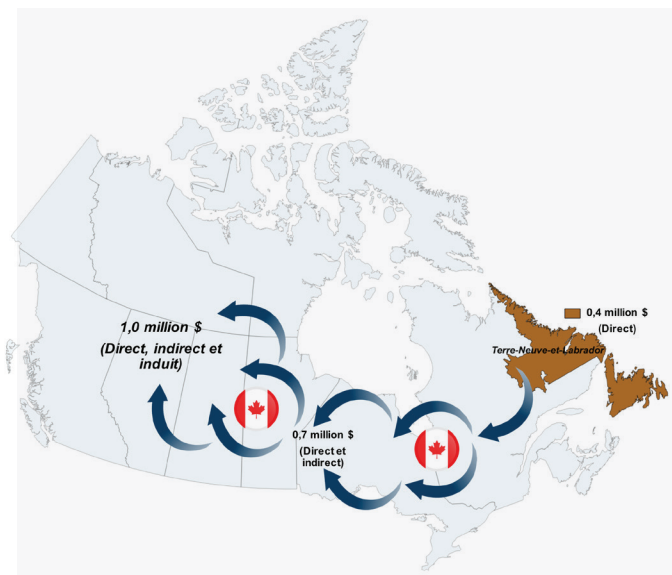 0,4 million $
(Direct)
Terre-Neuve-et-Labrador
1,0 million $
(Direct, indirect et
induit)
0,7 million $
(Direct et
indirect)